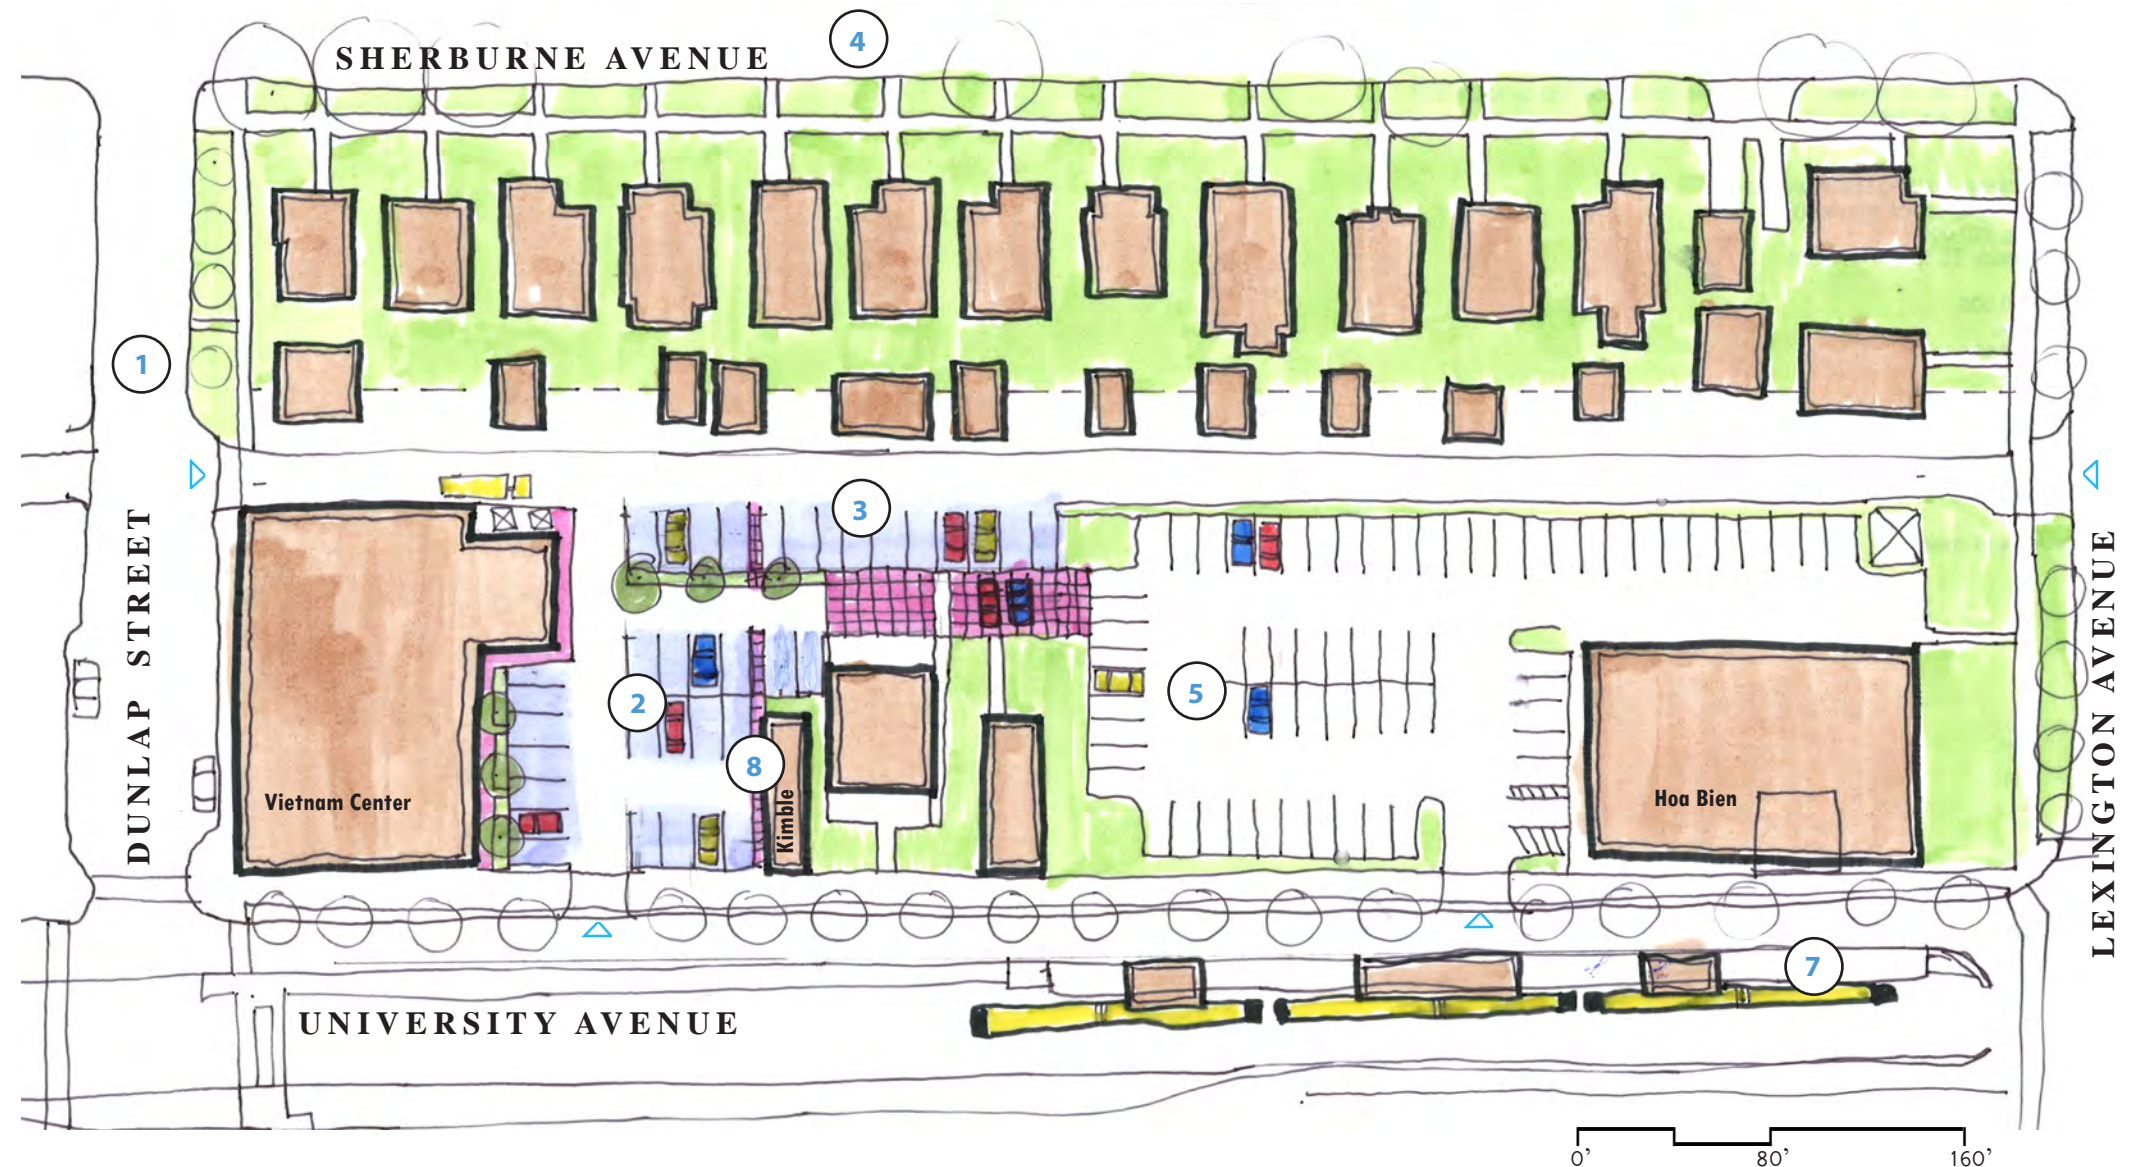 4
SHERBURNE AVENUE
1
3
DUNLAP STREET
LEXINGTON AVENUE
2
5
8
Vietnam Center
Kimble
Hoa Bien
7
UNIVERSITY AVENUE
0' 80' 160'